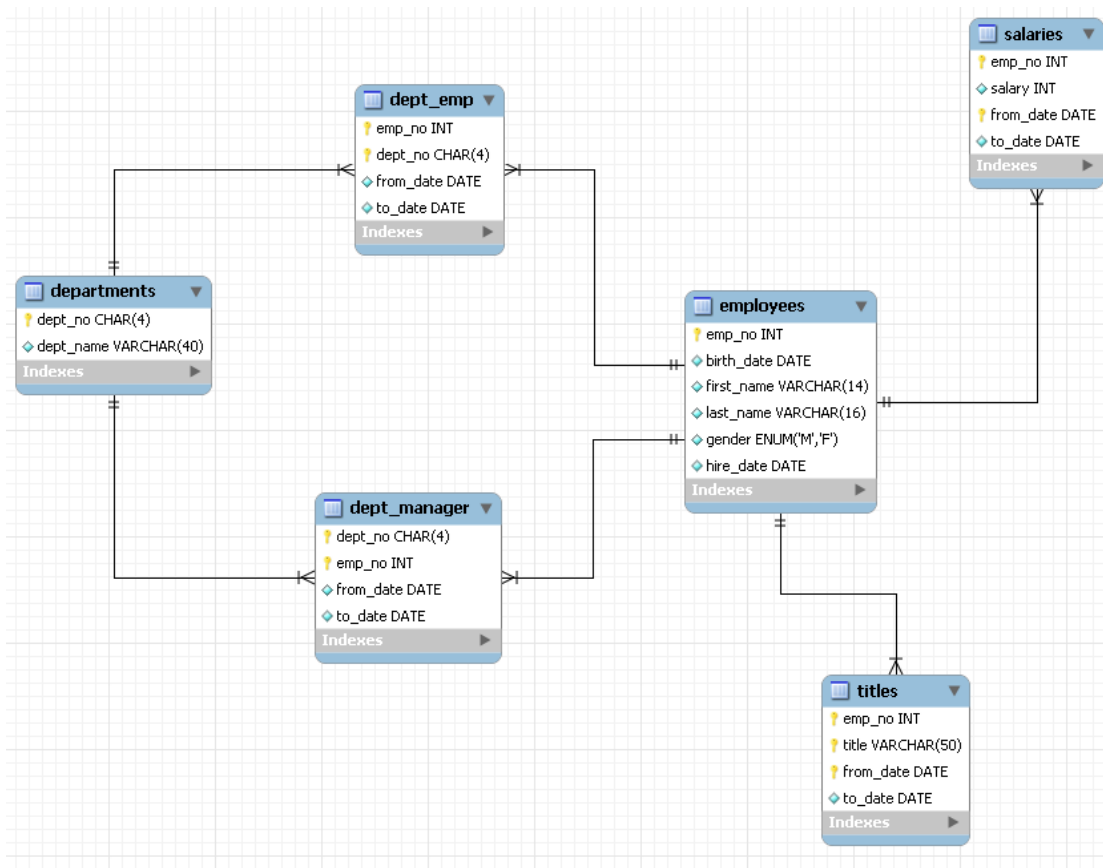 salaries
emp_no INT
salary INT
from_date DATE
to_date DATE
Indexes
dept_emp
emp_no INT
dept_no CHAR(4)
from_date DATE
to_date DATE
Indexes
departments
dept_no CHAR(4)
dept_name VARCHAR(40)
Indexes
employees
emp_no INT
birth_date DATE
first_name VARCHAR(14)
last_name VARCHAR(16)
gender ENUM('M','F')
hire_date DATE
Indexes
dept_manager
dept_no CHAR(4)
emp_no INT
from_date DATE
to_date DATE
Indexes
titles
emp_no INT
title VARCHAR(50)
from_date DATE
to_date DATE
Indexes